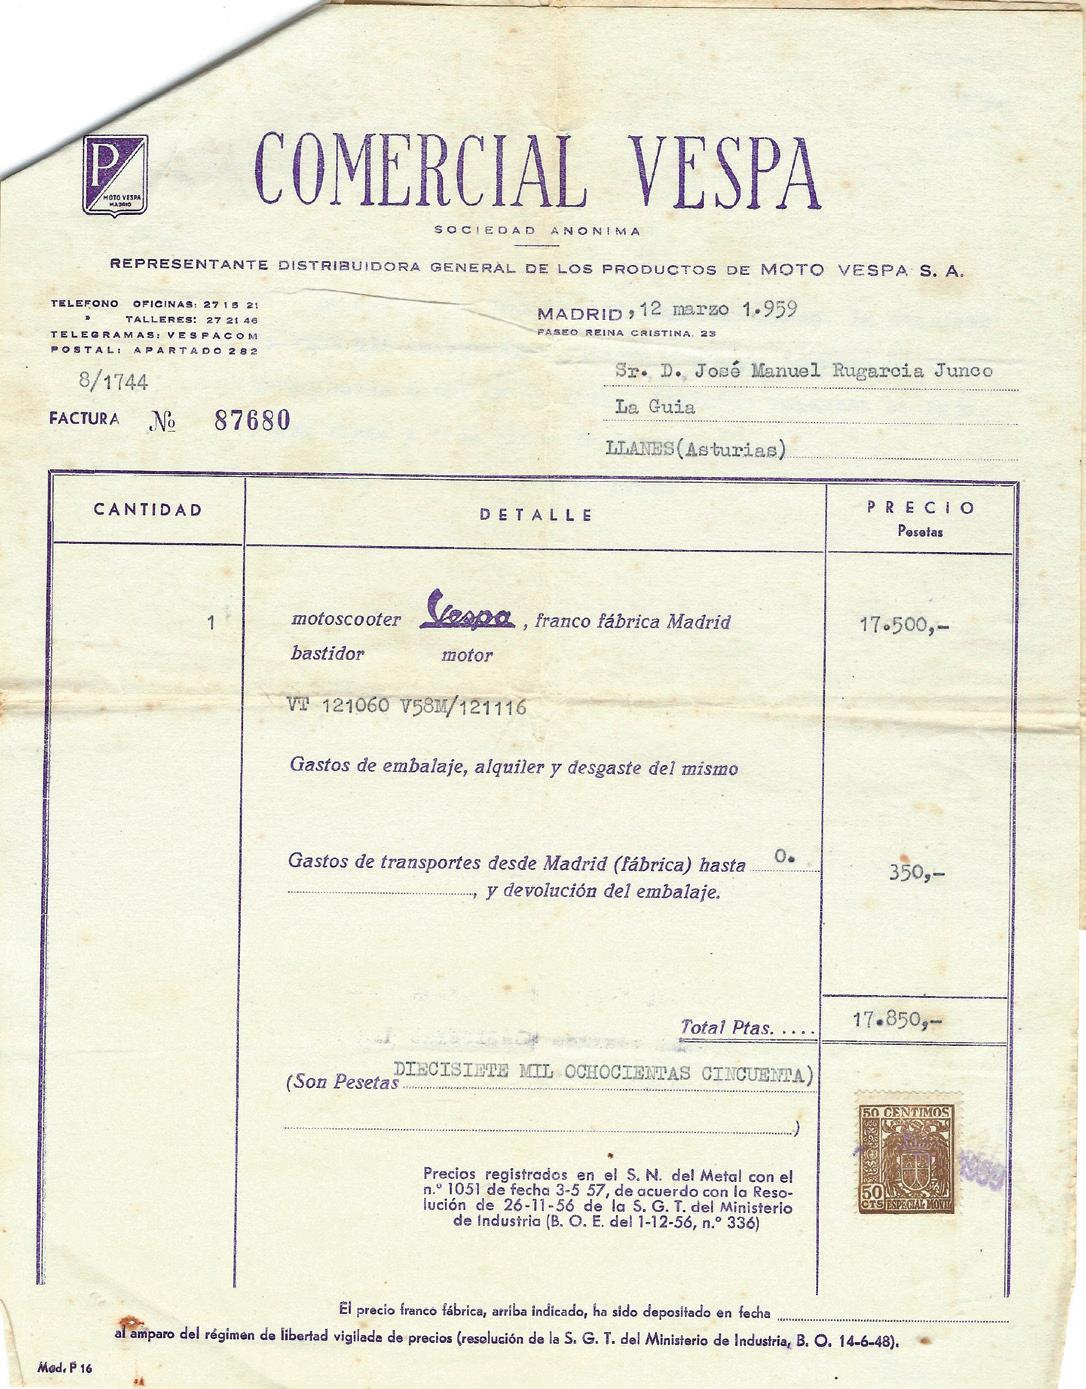 P
MOTO VESPA
MADRID
COMERCIAL VESPA
SOCIEDAD ANONIMA
REPRESENTANTE DISTRIBUIDORA GENERAL DE LOS PRODUCTOS DE MOTO VESPA S. A.
TELEFONO OFICINAS: 27 15 21
» TALLERES: 27 21 46
TELEGRAMAS: VESPACOM
POSTAL: APARTADO 282
MADRID, 12 marzo 1.959
PASEO REINA CRISTINA, 23
8/1744
Sr. D. José Manuel Rugarcia Junco
La Guia
LLANES(Asturias)
FACTURA № 87680
CANTIDAD DETALLE PRECIO
Pesetas
1 motoscooter Vespa, franco fábrica Madrid 17.500,-
bastidor motor
VT 121060 V58M/121116
Gastos de embalaje, alquiler y desgaste del mismo
Gastos de transportes desde Madrid (fábrica) hasta 0. 350,-
, y devolución del embalaje.
Total Ptas. .... 17.850,-
(Son Pesetas DIECISIETE MIL OCHOCIENTAS CINCUENTA)
)
50 CENTIMOS
50
CTS
ESPECIAL MOVIL
1959
Precios registrados en el S. N. del Metal con el
n.º 1051 de fecha 3-5 57, de acuerdo con la Reso-
lución de 26-11-56 de la S. G. T. del Ministerio
de Industria (B. O. E. del 1-12-56, n.º 336)
El precio franco fábrica, arriba indicado, ha sido depositado en fecha
al amparo del régimen de libertad vigilada de precios (resolución de la S. G. T. del Ministerio de Industria, B. O. 14-6-48).
Mod. P 16